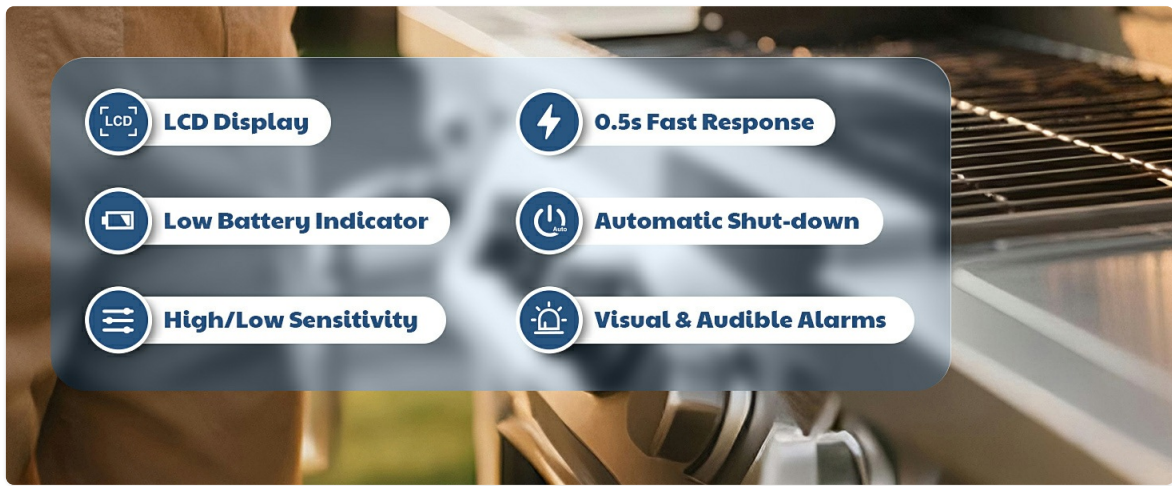 LCD
LCD Display
0.5s Fast Response
Low Battery Indicator
Auto
Automatic Shut-down
High/Low Sensitivity
Visual & Audible Alarms